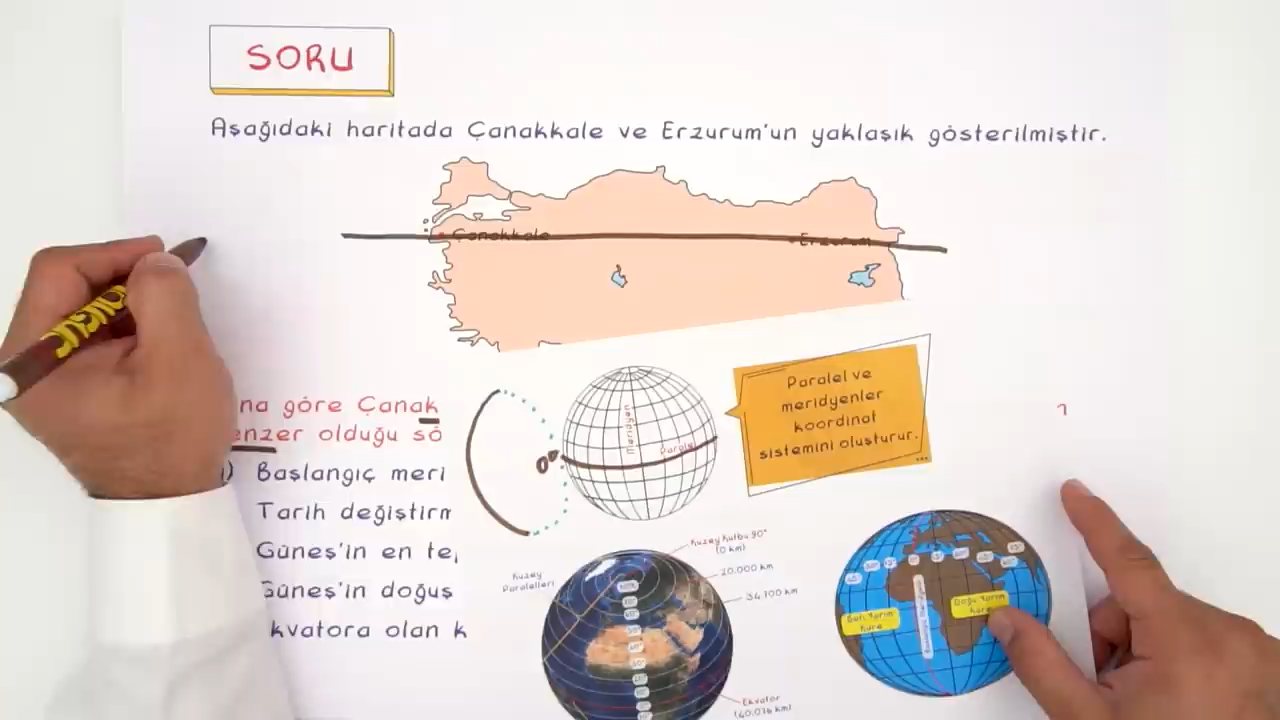 SORU
Aşağıdaki haritada Çanakkale ve Erzurum'un yaklaşık gösterilmiştir.
Çanakkale
Erzurum
na göre Çanak
enzer olduğu sö
Başlangıç meri
Tarih değiştirm
Güneş'in en te
Güneş'in doğuş
kvatora olan k
0°
Meridyen
Paralel
Paralel ve
meridyenler
koordinat
sistemini oluşturur.
Kuzey
Paralelleri
Kuzey Kutbu 90°
(0 km)
20.000 km
34.700 km
Ekvator
(40.076 km)
Batı Yarım
Küre
Doğu Yarım
Küre
Başlangıç Meridyeni